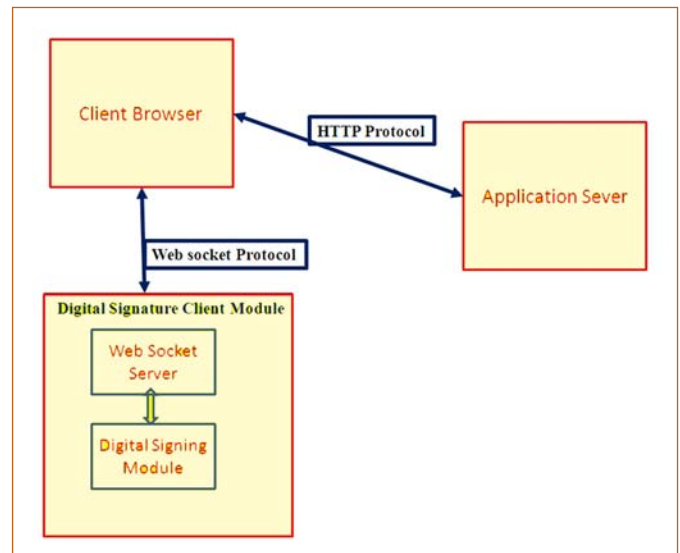 Client Browser
HTTP Protocol
Application Sever
Web socket Protocol
Digital Signature Client Module
Web Socket
Server
Digital Signing
Module